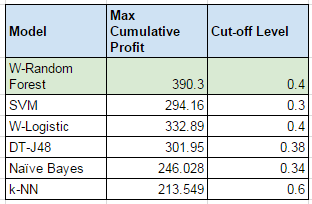 Model Max Cumulative Profit Cut-off Level
W-Random Forest 390.3 0.4
SVM 294.16 0.3
W-Logistic 332.89 0.4
DT-J48 301.95 0.38
Naïve Bayes 246.028 0.34
k-NN 213.549 0.6